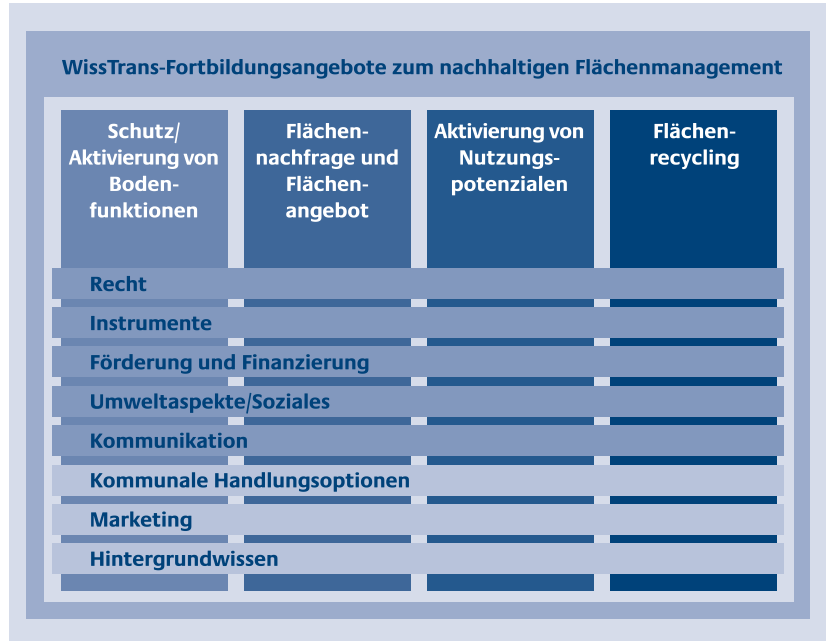 WissTrans-Fortbildungsangebote zum nachhaltigen Flächenmanagement
Schutz/
Aktivierung von
Boden-
funktionen
Flächen-
nachfrage und
Flächen-
angebot
Aktivierung von
Nutzungs-
potenzialen
Flächen-
recycling
Recht
Instrumente
Förderung und Finanzierung
Umweltaspekte/Soziales
Kommunikation
Kommunale Handlungsoptionen
Marketing
Hintergrundwissen